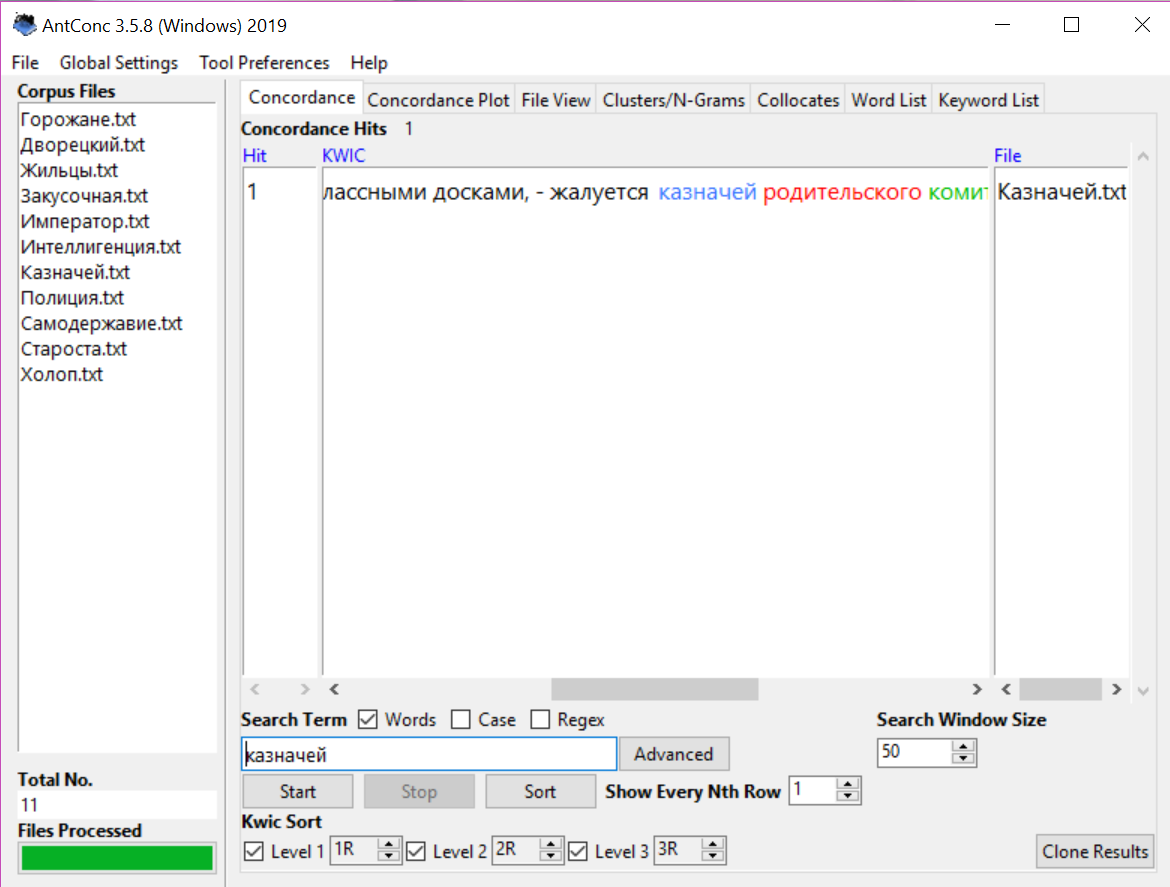 AntConc 3.5.8 (Windows) 2019
File Global Settings Tool Preferences Help
Corpus Files
Горожане.txt
Дворецкий.txt
Жильцы.txt
Закусочная.txt
Император.txt
Интеллигенция.txt
Казначей.txt
Полиция.txt
Самодержавие.txt
Староста.txt
Холоп.txt
Total No.
11
Files Processed
Concordance Concordance Plot File View Clusters/N-Grams Collocates Word List Keyword List
Concordance Hits 1
Hit KWIC File
1 лассными досками, - жалуется казначей родительского комит Казначей.txt
Search Term Words Case Regex Search Window Size
казначей Advanced 50
Start Stop Sort Show Every Nth Row 1
Kwic Sort
Level 1 1R Level 2 2R Level 3 3R Clone Results